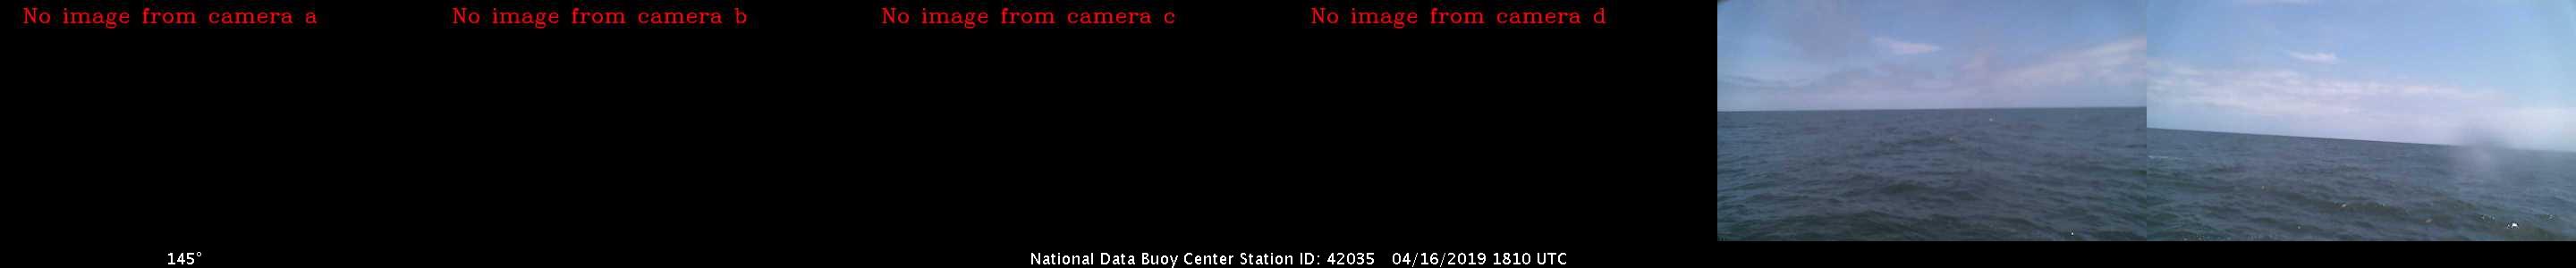 No image from camera a
No image from camera b
No image from camera c
No image from camera d
145°
National Data Buoy Center Station ID: 42035 04/16/2019 1810 UTC